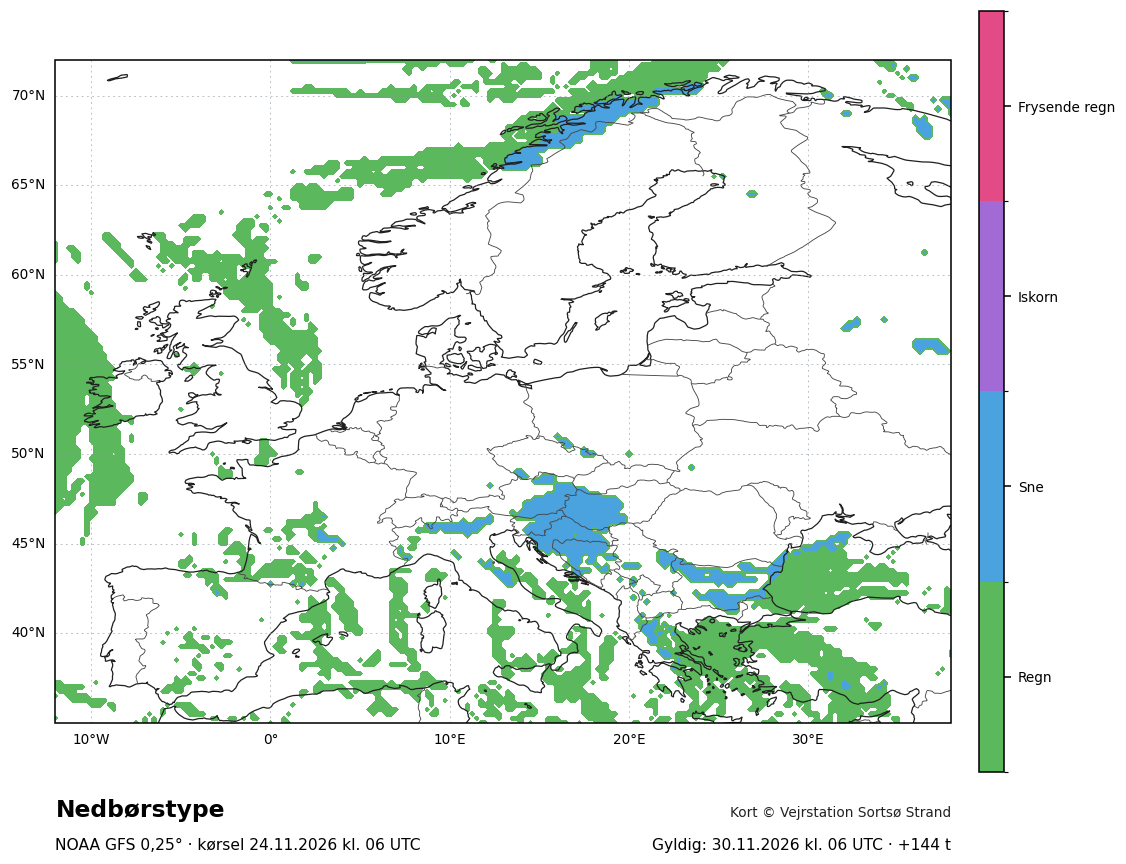 Frysende regn
Iskorn
Sne
Regn
70°N
65°N
60°N
55°N
50°N
45°N
40°N
10°W
0°
10°E
20°E
30°E
Nedbørstype
Kort © Vejrstation Sortsø Strand
NOAA GFS 0,25° · kørsel 24.11.2026 kl. 06 UTC
Gyldig: 30.11.2026 kl. 06 UTC · +144 t